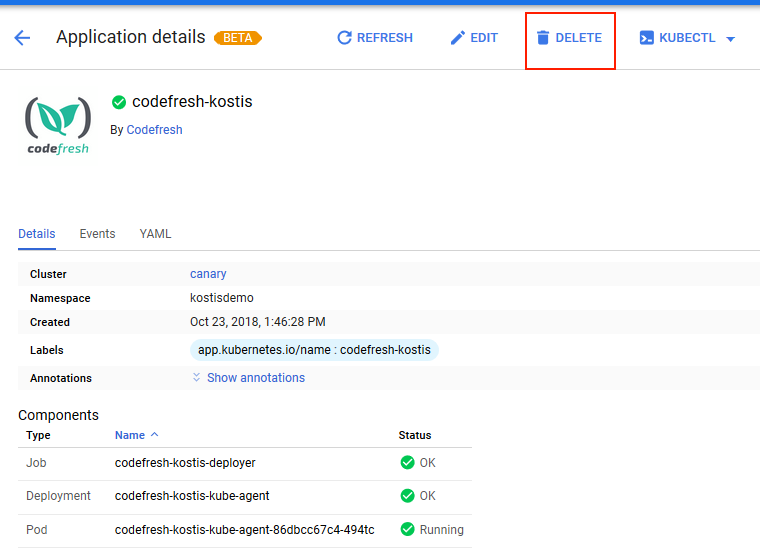 Application details BETA REFRESH EDIT DELETE KUBECTL
codefresh-kostis
By Codefresh
codefresh
Details Events YAML
Cluster canary
Namespace kostisdemo
Created Oct 23, 2018, 1:46:28 PM
Labels app.kubernetes.io/name : codefresh-kostis
Annotations Show annotations
Components
Type Name Status
Job codefresh-kostis-deployer OK
Deployment codefresh-kostis-kube-agent OK
Pod codefresh-kostis-kube-agent-86dbcc67c4-494tc Running